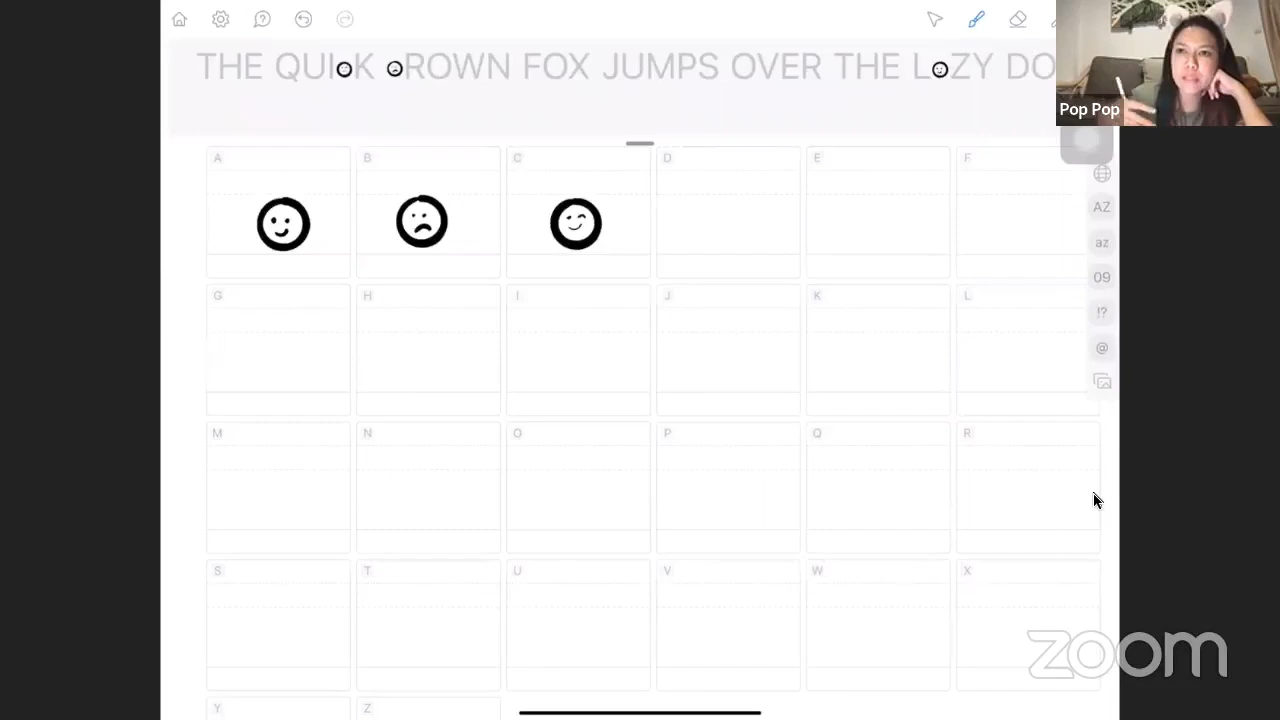 THE QUI K ROWN FOX JUMPS OVER THE L ZY DO
Pop Pop
A B C D E F
AZ
az
G H I J K L
09
!?
@
M N O P Q R
S T U V W X
zoom
Y Z